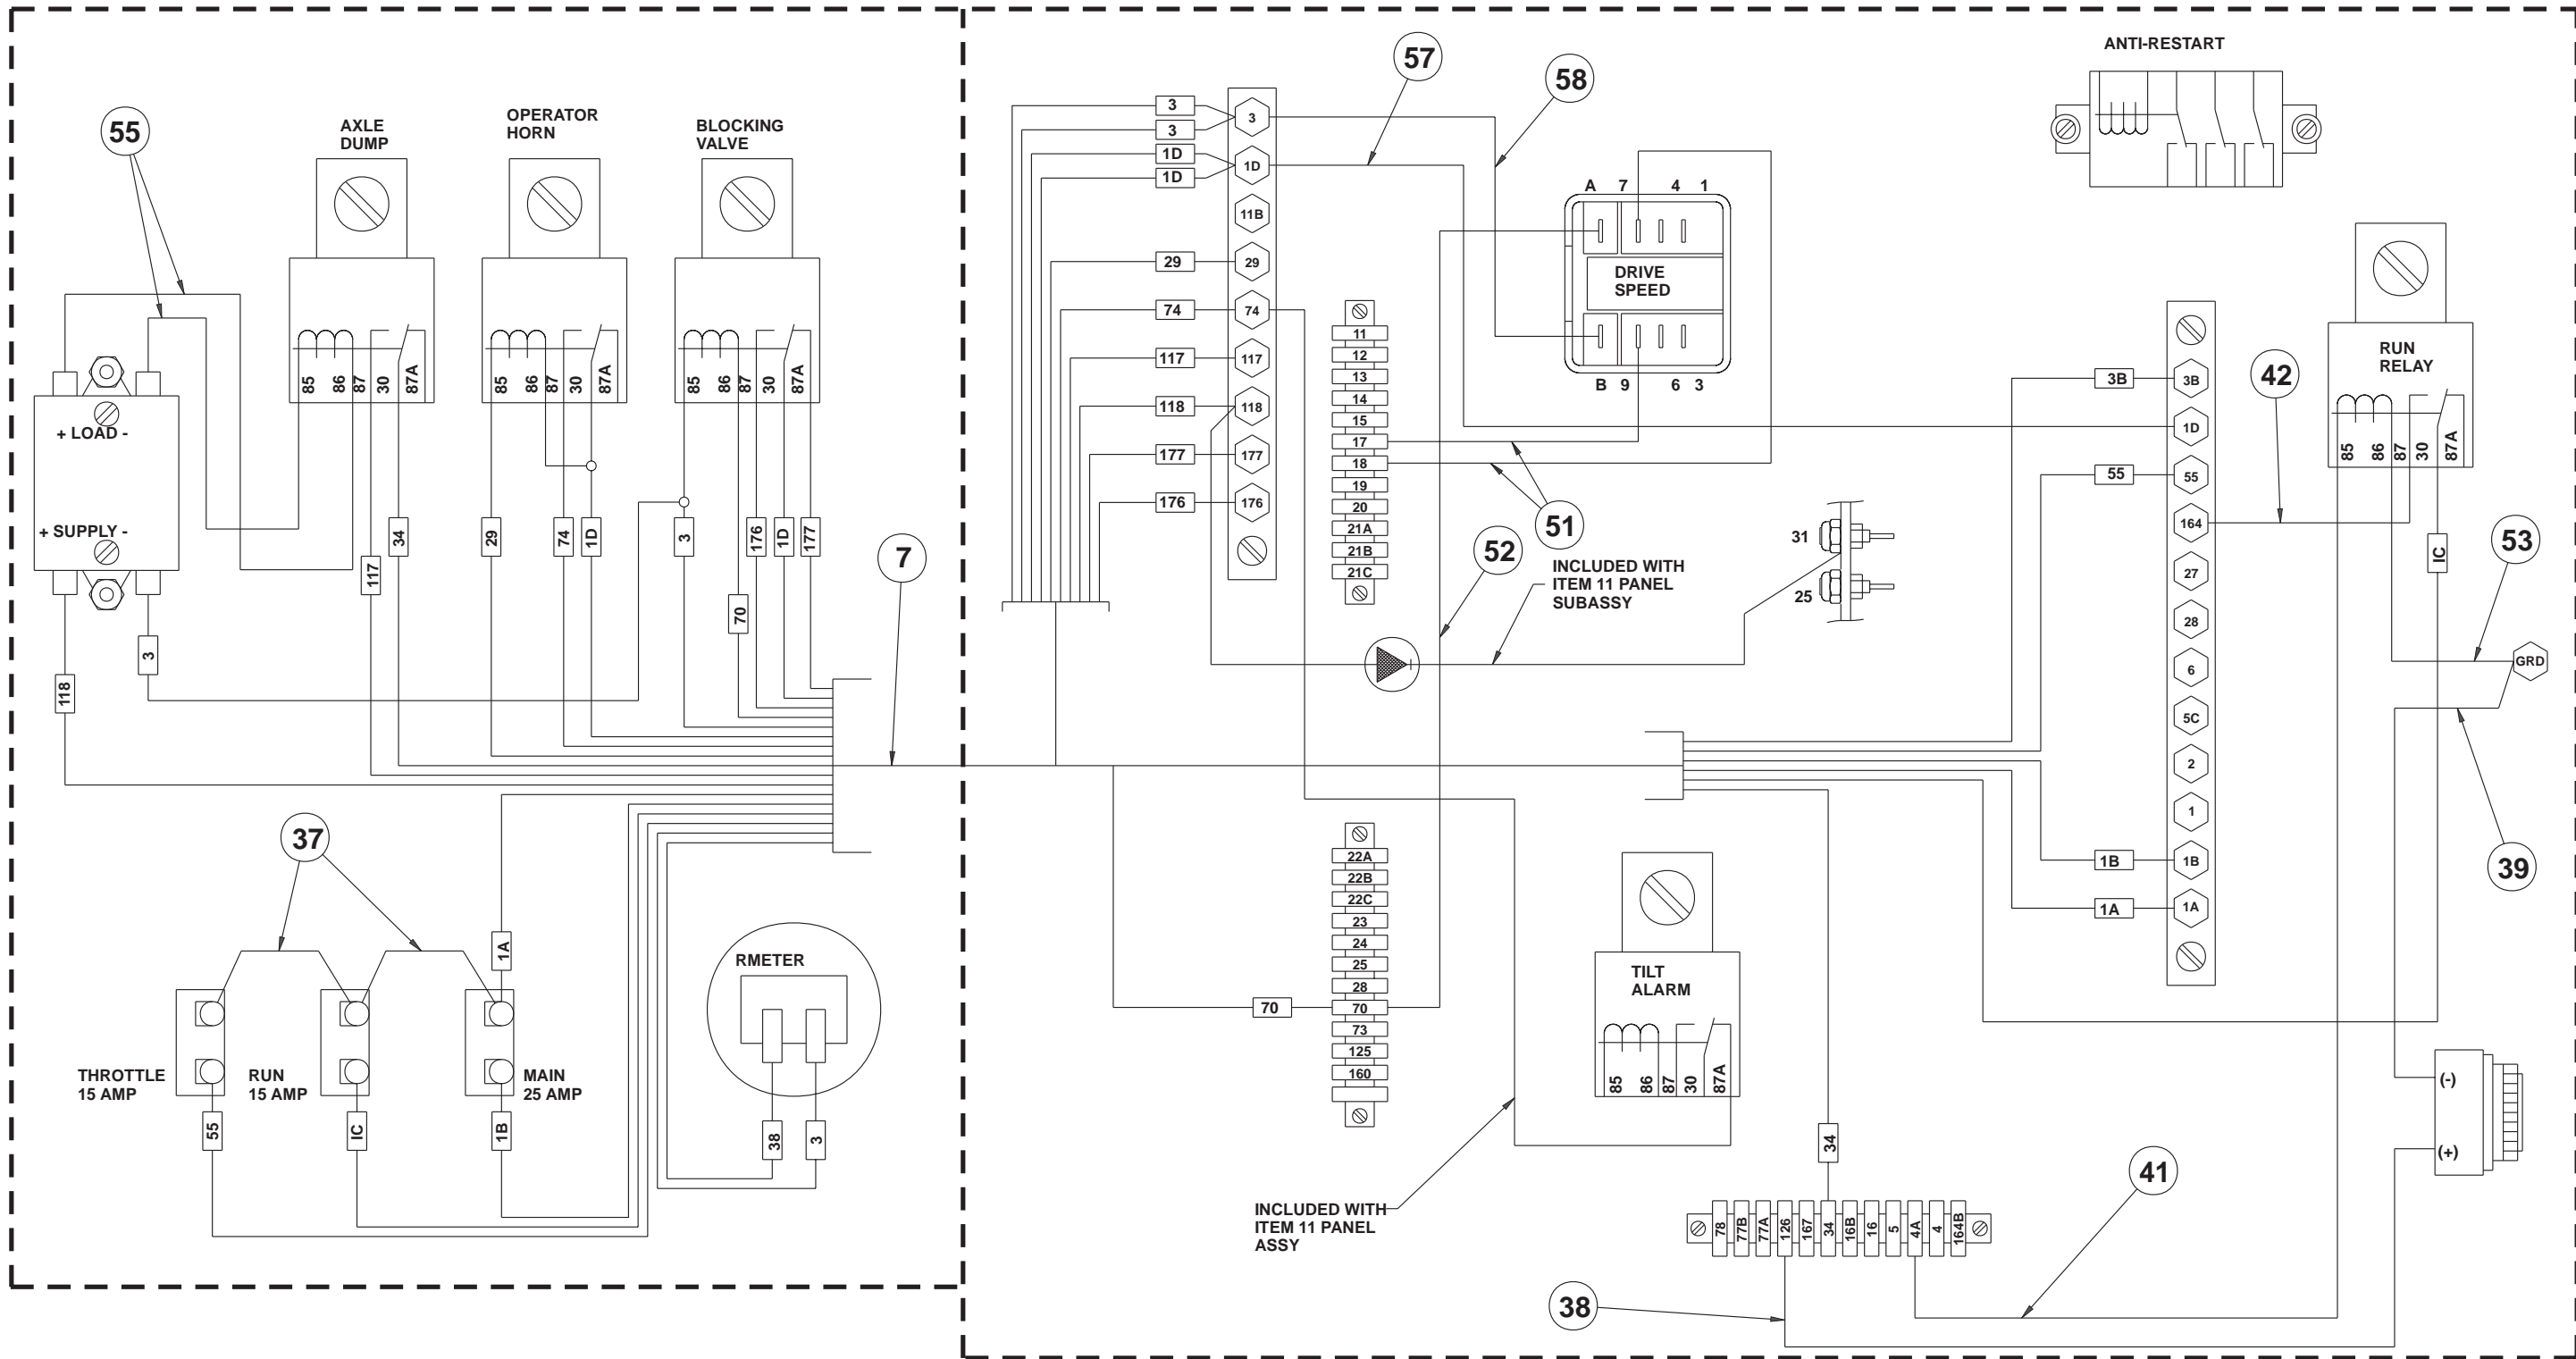 55
AXLE
DUMP
OPERATOR
HORN
BLOCKING
VALVE
+ LOAD -
+ SUPPLY -
85 86 87 30 87A
85 86 87 30 87A
85 86 87 30 87A
118
3
117
34
29
74
1D
3
70
176
1D
177
7
37
1A
THROTTLE
15 AMP
RUN
15 AMP
MAIN
25 AMP
55
IC
1B
RMETER
38
3
57
58
3
3
1D
1D
29
74
117
118
177
176
3
1D
11B
29
74
117
118
177
176
11
12
13
14
15
17
18
19
20
21A
21B
21C
A 7 4 1
DRIVE
SPEED
B 9 6 3
51
52
INCLUDED WITH
ITEM 11 PANEL
SUBASSY
31
25
22A
22B
22C
23
24
25
28
70
73
125
160
70
TILT
ALARM
85 86 87 30 87A
INCLUDED WITH
ITEM 11 PANEL
ASSY
34
78 77B 77A 126 167 34 16B 16 5 4A 4 164B
38
41
ANTI-RESTART
RUN
RELAY
85 86 87 30 87A
42
3B
55
1B
1A
3B
1D
55
164
27
28
6
5C
2
1
1B
1A
IC
53
GRD
39
(-)
(+)